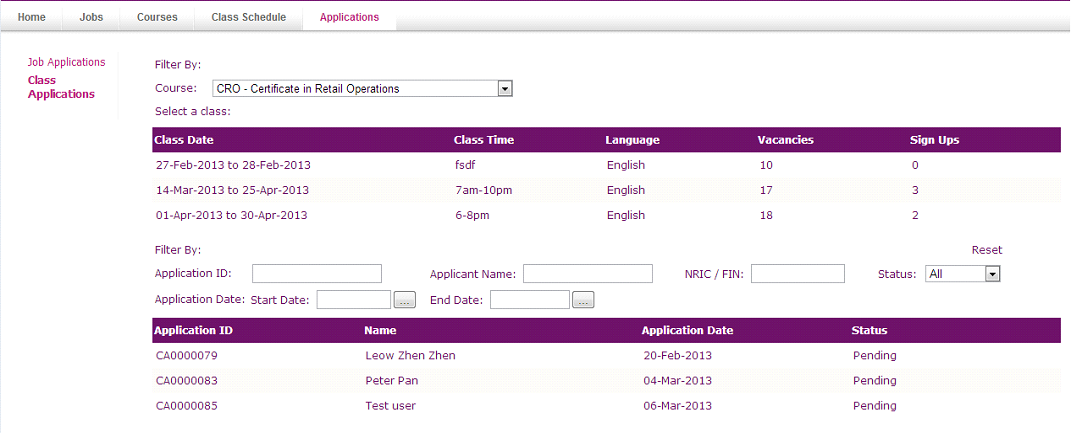 Home Jobs Courses Class Schedule Applications
Job Applications
Class
Applications
Filter By:
Course: CRO - Certificate in Retail Operations
Select a class:
Class Date Class Time Language Vacancies Sign Ups
27-Feb-2013 to 28-Feb-2013 fsdf English 10 0
14-Mar-2013 to 25-Apr-2013 7am-10pm English 17 3
01-Apr-2013 to 30-Apr-2013 6-8pm English 18 2
Filter By: Reset
Application ID: Applicant Name: NRIC / FIN: Status: All
Application Date: Start Date: ... End Date: ...
Application ID Name Application Date Status
CA0000079 Leow Zhen Zhen 20-Feb-2013 Pending
CA0000083 Peter Pan 04-Mar-2013 Pending
CA0000085 Test user 06-Mar-2013 Pending